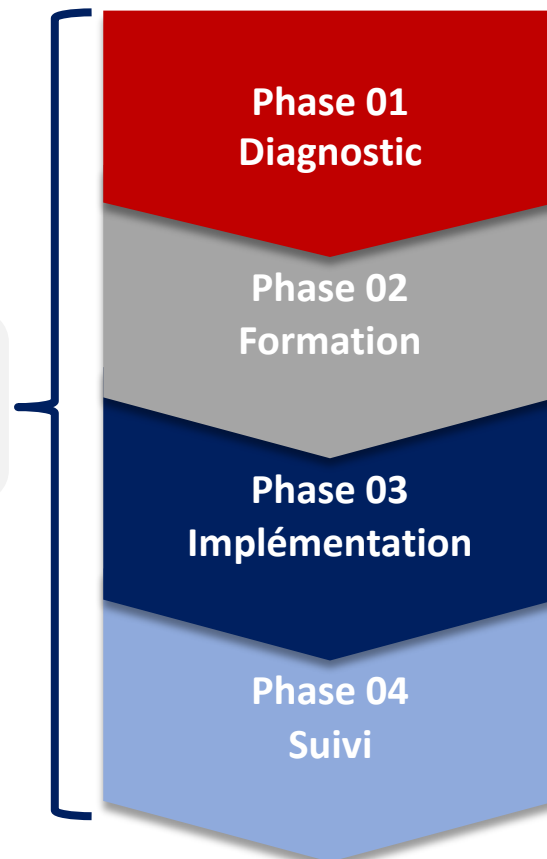 Phase 01
Diagnostic
Phase 02
Formation
Phase 03
Implémentation
Phase 04
Suivi